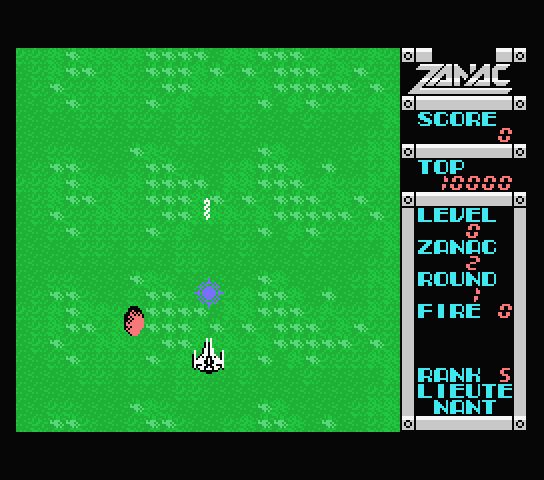 ZANAC
SCORE
0
TOP
10000
LEVEL
0
ZANAC
2
ROUND
1
FIRE 0
RANK 5
LIEUTE
NANT